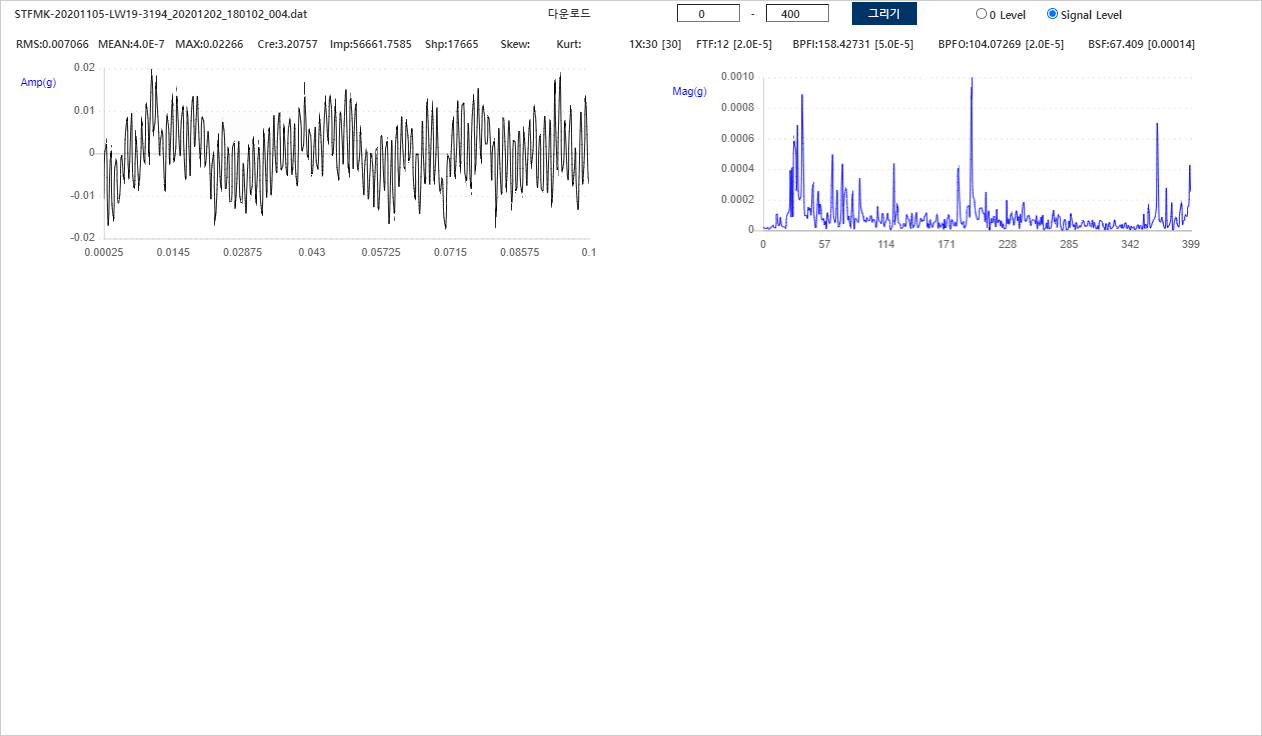 STFMK-20201105-LW19-3194_20201202_180102_004.dat 다운로드 0 - 400 그리기 0 Level Signal Level
RMS:0.007066 MEAN:4.0E-7 MAX:0.02266 Cre:3.20757 Imp:56661.7585 Shp:17665 Skew: Kurt: 1X:30 [30] FTF:12 [2.0E-5] BPFI:158.42731 [5.0E-5] BPFO:104.07269 [2.0E-5] BSF:67.409 [0.00014]
Amp(g)
0.02
0.01
0
-0.01
-0.02
0.00025 0.0145 0.02875 0.043 0.05725 0.0715 0.08575 0.1
Mag(g)
0.0010
0.0008
0.0006
0.0004
0.0002
0
0 57 114 171 228 285 342 399